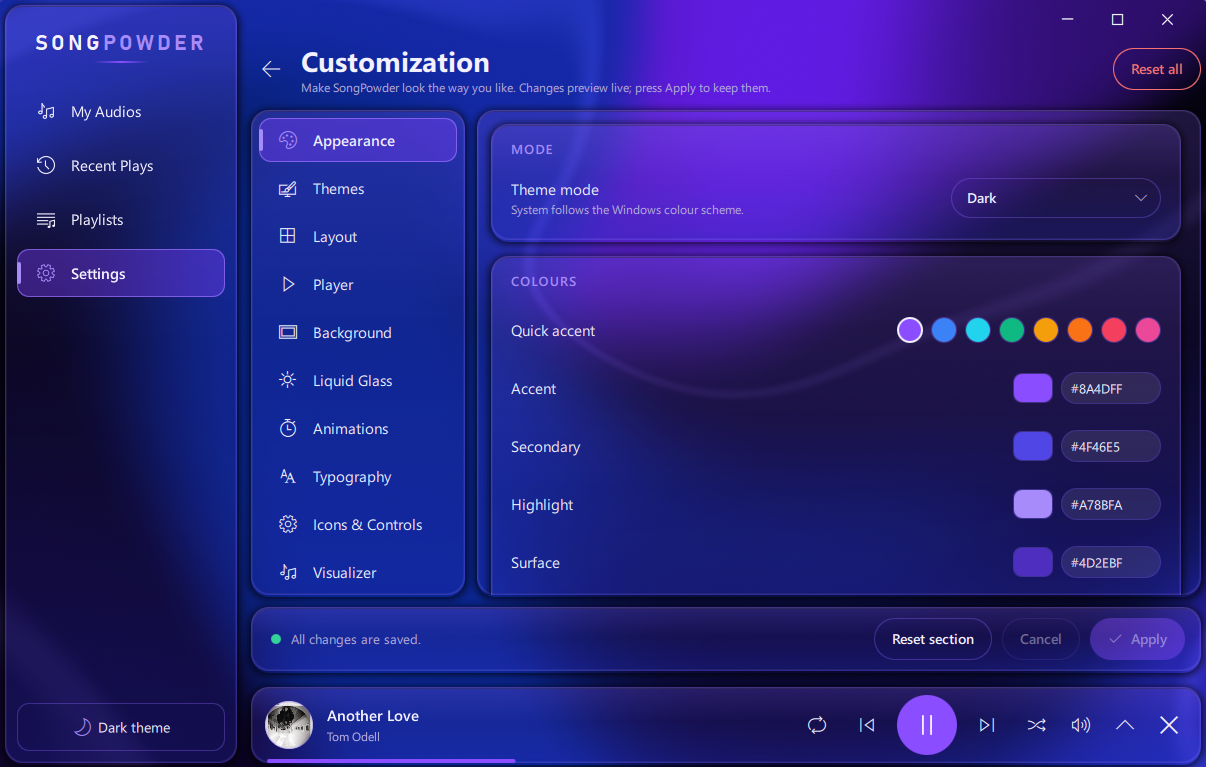 SONGPOWDER
My Audios
Recent Plays
Playlists
Settings
Dark theme
Customization
Make SongPowder look the way you like. Changes preview live; press Apply to keep them.
Reset all
Appearance
Themes
Layout
Player
Background
Liquid Glass
Animations
Typography
Icons & Controls
Visualizer
MODE
Theme mode
System follows the Windows colour scheme.
Dark
COLOURS
Quick accent
Accent
#8A4DFF
Secondary
#4F46E5
Highlight
#A78BFA
Surface
#4D2EBF
All changes are saved.
Reset section
Cancel
Apply
Another Love
Tom Odell